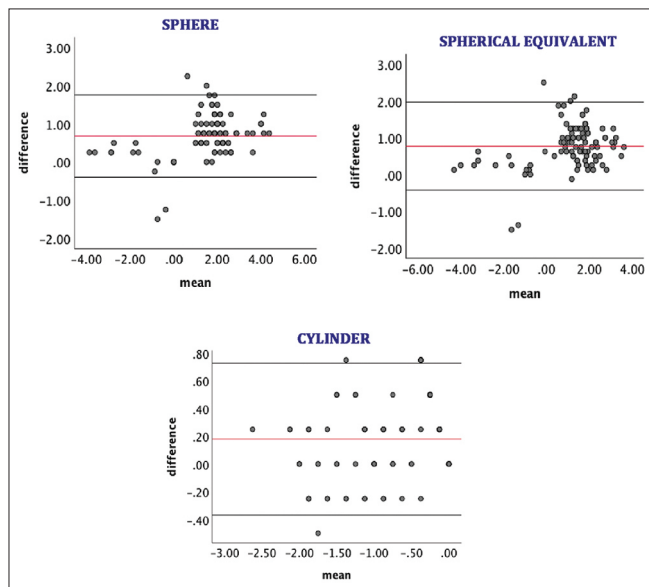 SPHERE
3.00
2.00
1.00
.00
-1.00
-2.00
difference
-4.00 -2.00 .00 2.00 4.00 6.00
mean
SPHERICAL EQUIVALENT
3.00
2.00
1.00
.00
-1.00
-2.00
difference
-6.00 -4.00 -2.00 .00 2.00 4.00
mean
CYLINDER
.80
.60
.40
.20
.00
-.20
-.40
difference
-3.00 -2.50 -2.00 -1.50 -1.00 -.50 .00
mean